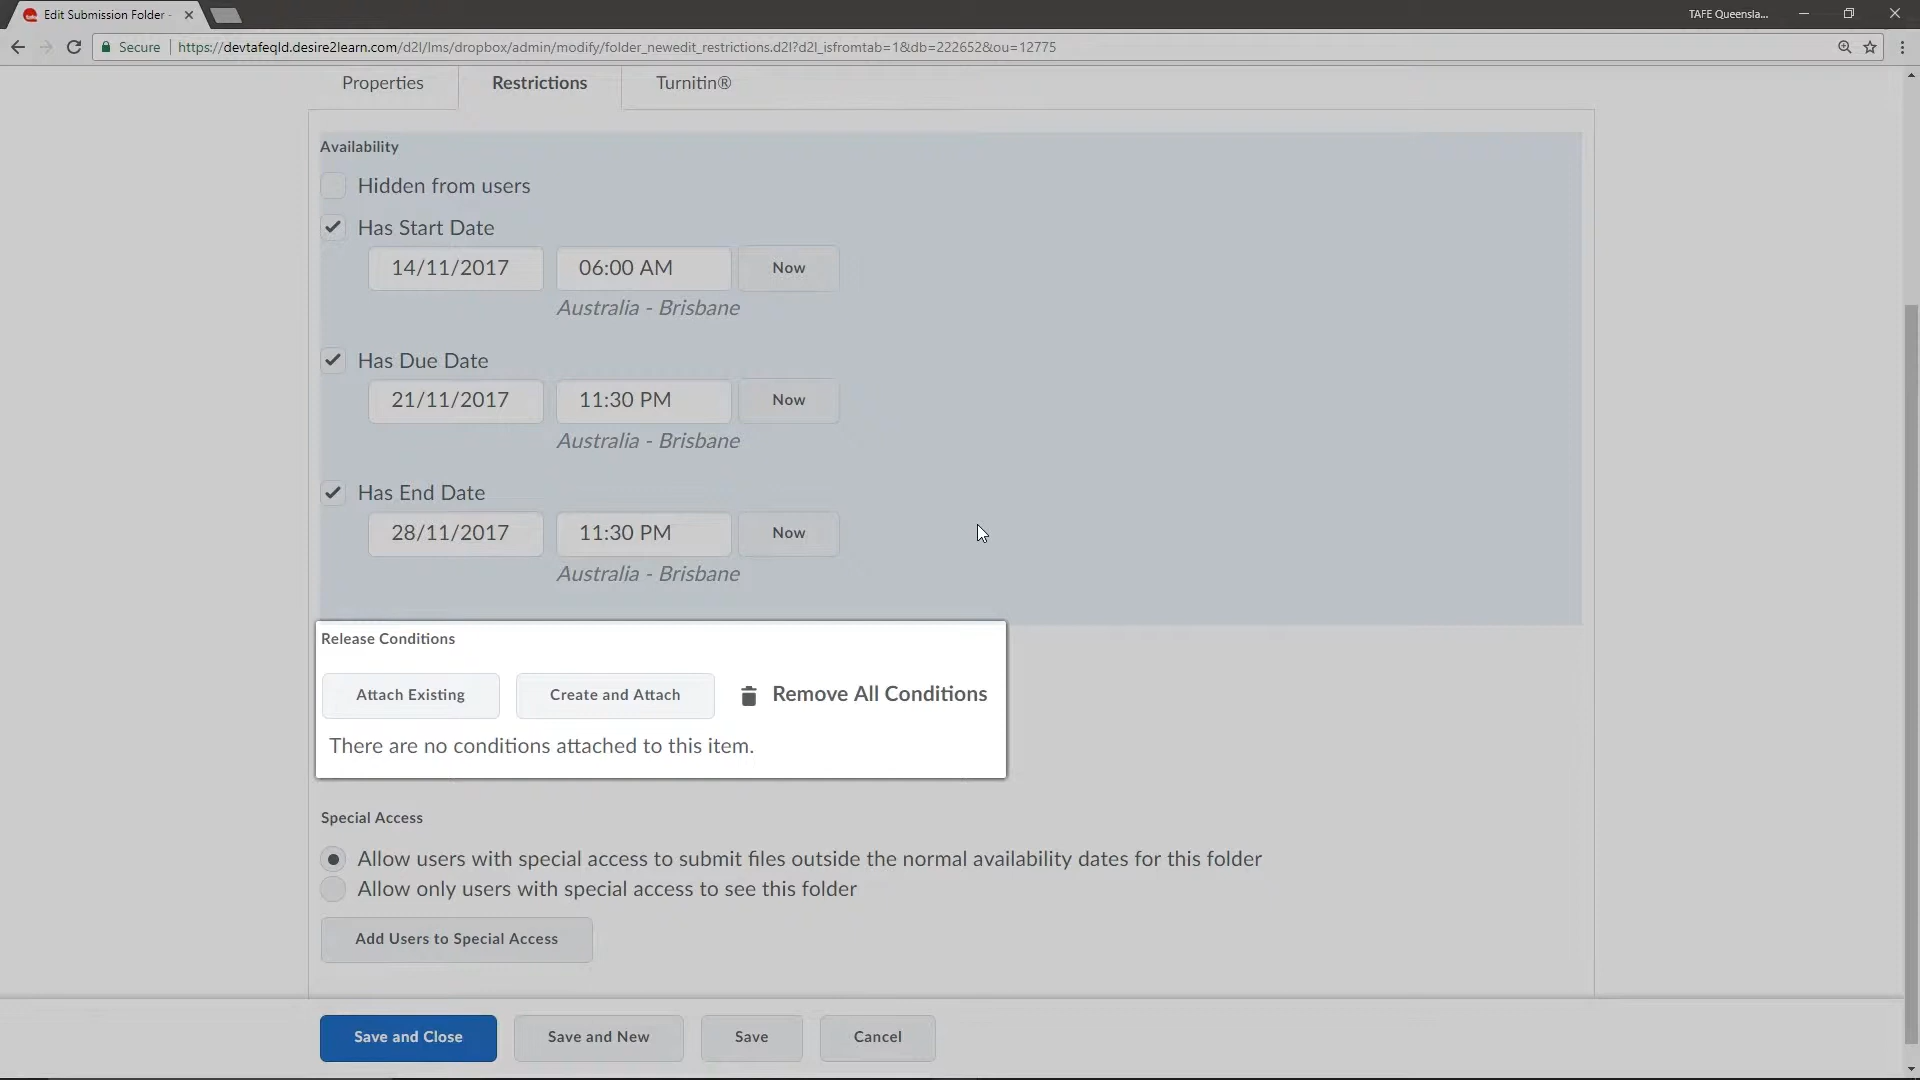 Edit Submission Folder -
TAFE Queensla...
Secure
https://devtafeqld.desire2learn.com/d2l/lms/dropbox/admin/modify/folder_newedit_restrictions.d2l?d2l_isfromtab=1&db=222652&ou=12775
Properties
Restrictions
Turnitin®
Availability
Hidden from users
Has Start Date
14/11/2017
06:00 AM
Now
Australia - Brisbane
Has Due Date
21/11/2017
11:30 PM
Now
Australia - Brisbane
Has End Date
28/11/2017
11:30 PM
Now
Australia - Brisbane
Release Conditions
Attach Existing
Create and Attach
Remove All Conditions
There are no conditions attached to this item.
Special Access
Allow users with special access to submit files outside the normal availability dates for this folder
Allow only users with special access to see this folder
Add Users to Special Access
Save and Close
Save and New
Save
Cancel